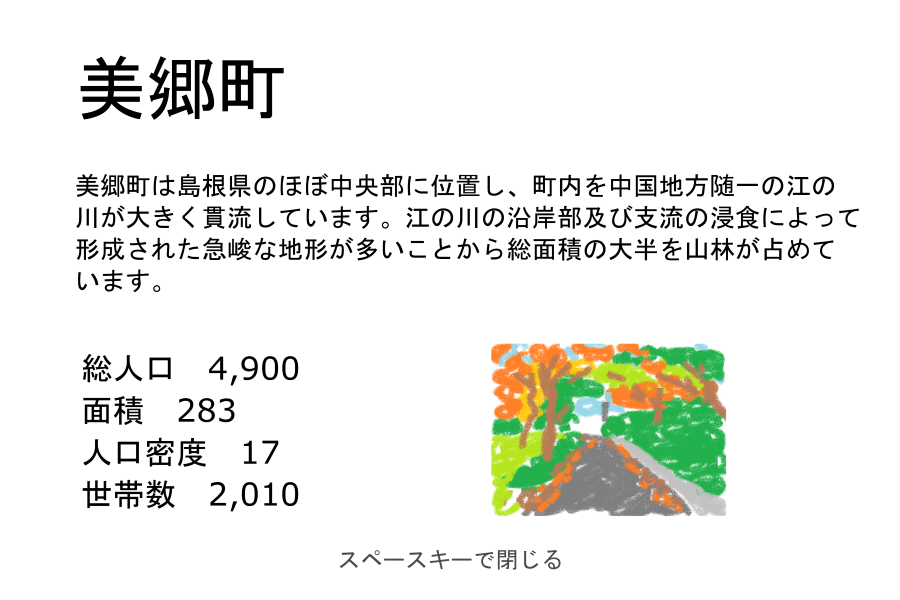 美郷町
美郷町は島根県のほぼ中央部に位置し、町内を中国地方随一の江の
川が大きく貫流しています。江の川の沿岸部及び支流の浸食によって
形成された急峻な地形が多いことから総面積の大半を山林が占めて
います。
総人口　4,900
面積　283
人口密度　17
世帯数　2,010
スペースキーで閉じる